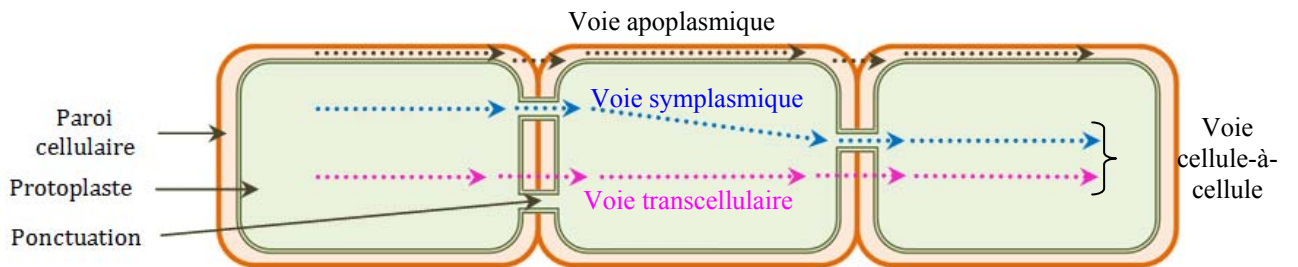 Voie apoplasmique
Voie symplasmique
Paroi
cellulaire
Voie
cellule-à-
cellule
Protoplaste
Voie transcellulaire
Ponctuation